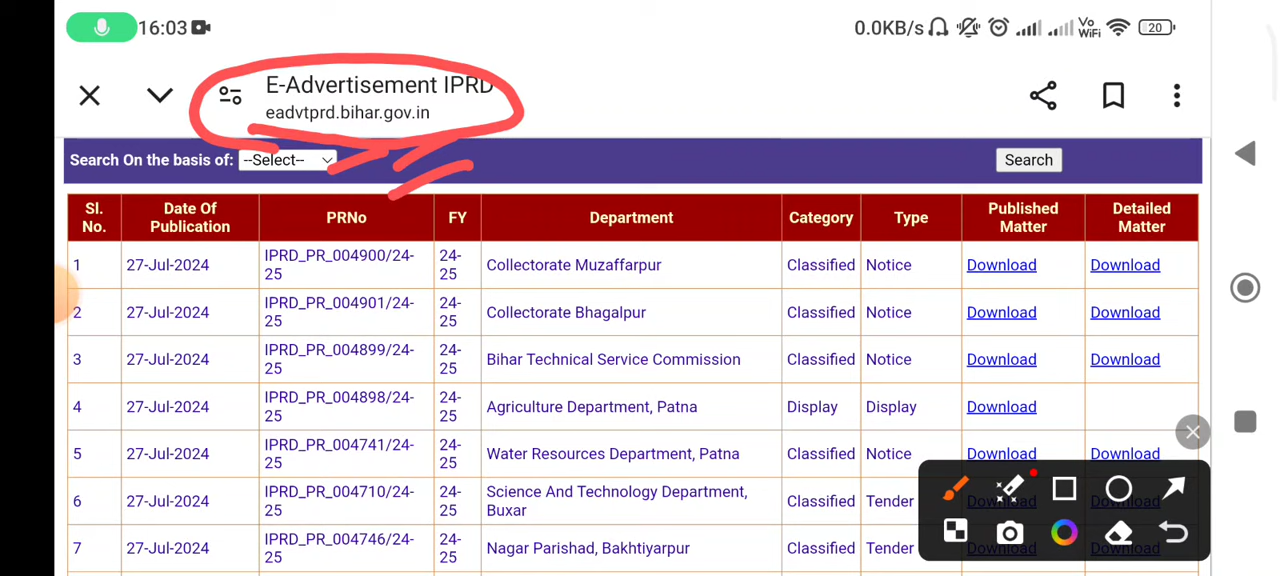 16:03
0.0KB/s
Vo
WiFi
20
E-Advertisement IPRD
eadvtprd.bihar.gov.in
Search On the basis of: --Select-- Search
Sl. No. Date Of Publication PRNo FY Department Category Type Published Matter Detailed Matter
1 27-Jul-2024 IPRD_PR_004900/24-25 24-25 Collectorate Muzaffarpur Classified Notice Download Download
2 27-Jul-2024 IPRD_PR_004901/24-25 24-25 Collectorate Bhagalpur Classified Notice Download Download
3 27-Jul-2024 IPRD_PR_004899/24-25 24-25 Bihar Technical Service Commission Classified Notice Download Download
4 27-Jul-2024 IPRD_PR_004898/24-25 24-25 Agriculture Department, Patna Display Display Download
5 27-Jul-2024 IPRD_PR_004741/24-25 24-25 Water Resources Department, Patna Classified Notice Download Download
6 27-Jul-2024 IPRD_PR_004710/24-25 24-25 Science And Technology Department, Buxar Classified Tender Download Download
7 27-Jul-2024 IPRD_PR_004746/24-25 24-25 Nagar Parishad, Bakhtiyarpur Classified Tender Download Download